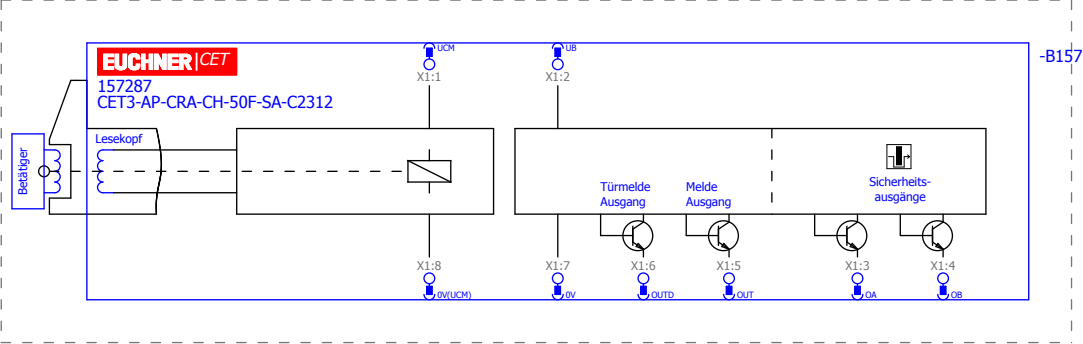 UCM
UB
-B157
EUCHNER CET
X1:1
X1:2
157287
CET3-AP-CRA-CH-50F-SA-C2312
Lesekopf
Betätiger
Türmelde
Ausgang
Melde
Ausgang
Sicherheits-
ausgänge
X1:8
X1:7
X1:6
X1:5
X1:3
X1:4
0V(UCM)
0V
OUTD
OUT
OA
OB